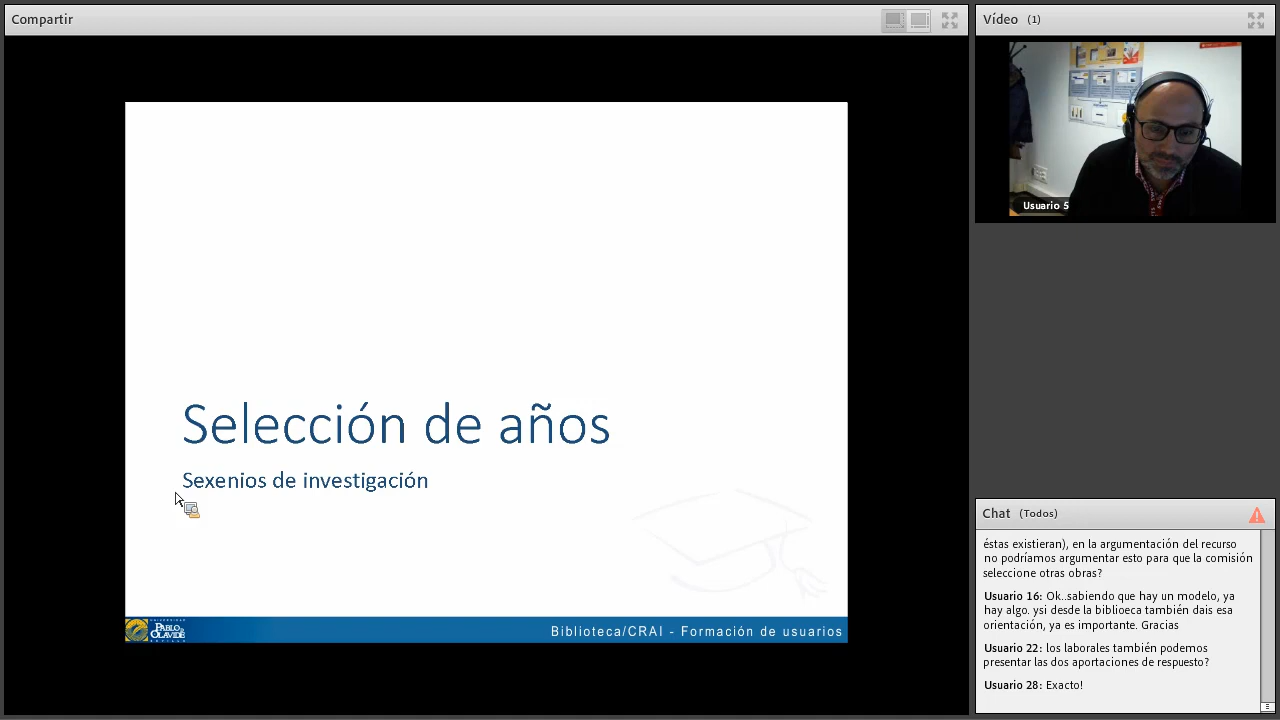 Compartir
Selección de años
Sexenios de investigación
PABLO DE
OLAVIDE
Biblioteca/CRAI - Formación de usuarios
Vídeo (1)
Usuario 5
Chat (Todos)
éstas existieran), en la argumentación del recurso
no podríamos argumentar esto para que la comisión
seleccione otras obras?
Usuario 16: Ok..sabiendo que hay un modelo, ya
hay algo. ysi desde la biblioeca también dais esa
orientación, ya es importante. Gracias
Usuario 22: los laborales también podemos
presentar las dos aportaciones de respuesto?
Usuario 28: Exacto!